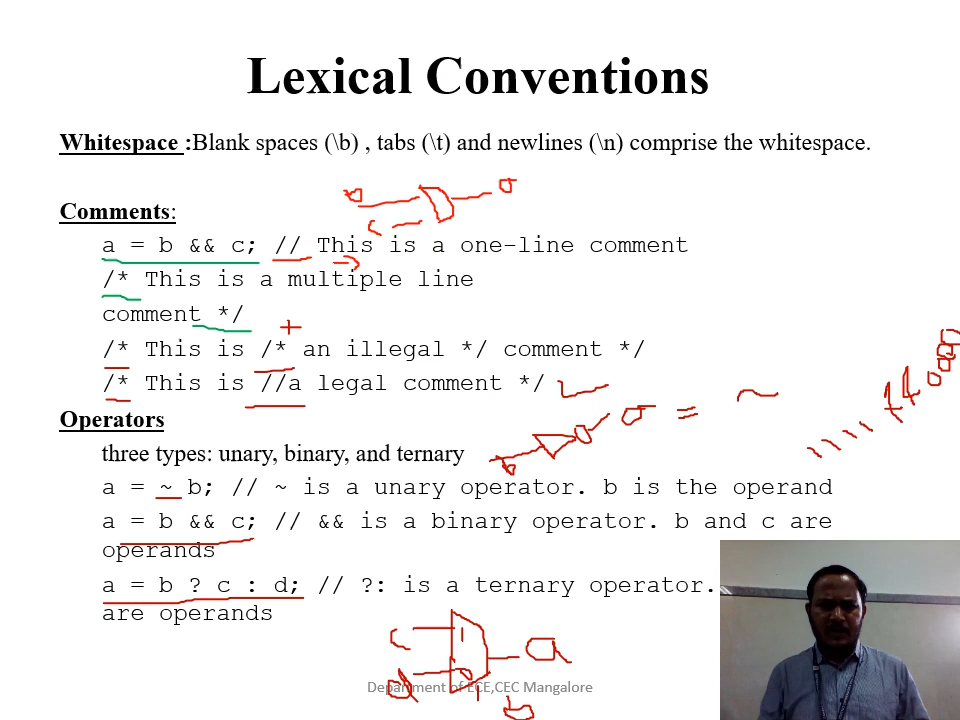 Lexical Conventions
Whitespace :Blank spaces (\b) , tabs (\t) and newlines (\n) comprise the whitespace.
Comments:
a = b && c; // This is a one-line comment
/* This is a multiple line
comment */
/* This is /* an illegal */ comment */
/* This is //a legal comment */
Operators
three types: unary, binary, and ternary
a = ~ b; // ~ is a unary operator. b is the operand
a = b && c; // && is a binary operator. b and c are
operands
a = b ? c : d; // ?: is a ternary operator.
are operands
c
1
a
d
0
b
Department of ECE,CEC Mangalore